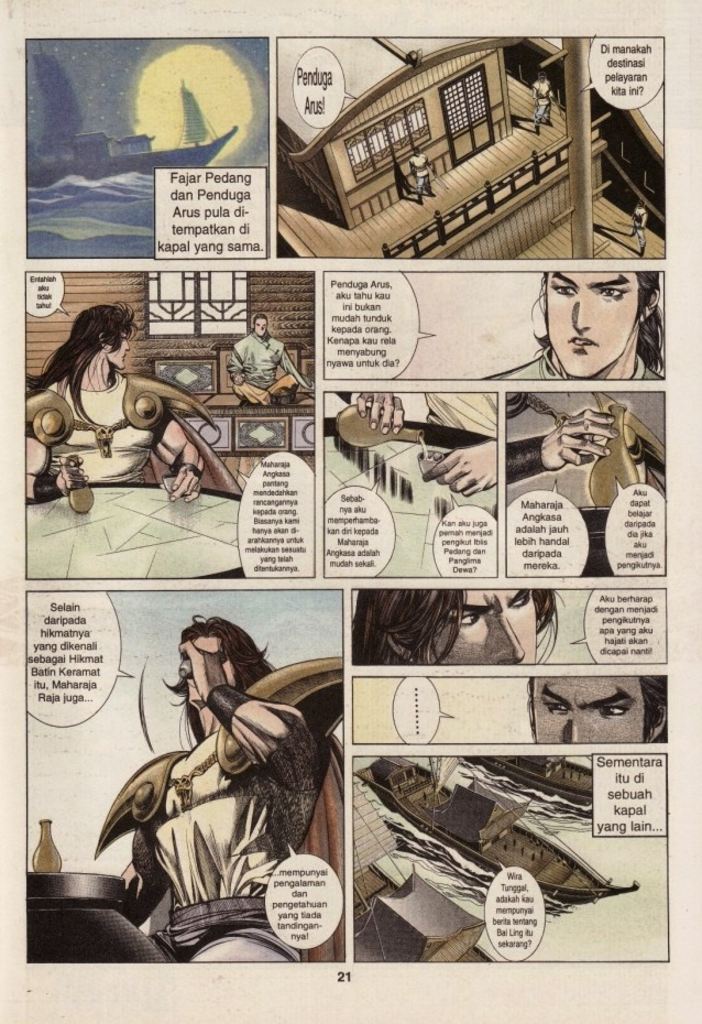 Fajar Pedang
dan Penduga
Arus pula di-
tempatkan di
kapal yang sama.
Penduga
Arus!
Di manakah
destinasi
pelayaran
kita ini?
Entahlah
aku
tidak
tahu!
Maharaja
Angkasa
pantang
mendedahkan
rancangannya
kepada orang.
Biasanya kami
hanya akan di-
arahkannya untuk
melakukan sesuatu
yang telah
ditentukannya.
Penduga Arus,
aku tahu kau
ini bukan
mudah tunduk
kepada orang.
Kenapa kau rela
menyabung
nyawa untuk dia?
Sebab-
nya aku
memperhamba-
kan diri kepada
Maharaja
Angkasa adalah
mudah sekali.
Kan aku juga
pernah menjadi
pengikut Iblis
Pedang dan
Panglima
Dewa?
Maharaja
Angkasa
adalah jauh
lebih handal
daripada
mereka.
Aku
dapat
belajar
daripada
dia jika
aku
menjadi
pengikutnya.
Selain
daripada
hikmatnya
yang dikenali
sebagai Hikmat
Batin Keramat
itu, Maharaja
Raja juga...
...mempunyai
pengalaman
dan
pengetahuan
yang tiada
tandingan-
nya!
Aku berharap
dengan menjadi
pengikutnya
apa yang aku
hajati akan
dicapai nanti!
........
Sementara
itu di
sebuah
kapal
yang lain...
Wira
Tunggal,
adakah kau
mempunyai
berita tentang
Bai Ling itu
sekarang?
21